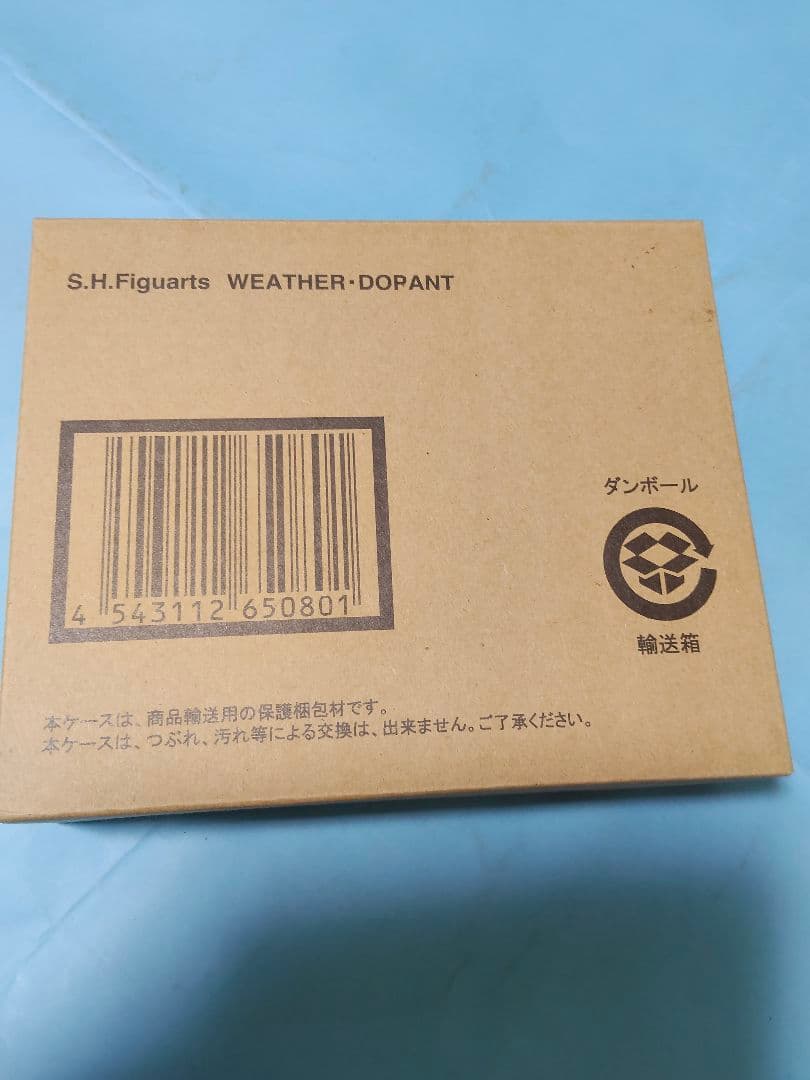 S.H.Figuarts WEATHER・DOPANT
ダンボール
輸送箱
4 543112 650801
本ケースは、商品輸送用の保護梱包材です。
本ケースは、つぶれ、汚れ等による交換は、出来ません。ご了承ください。